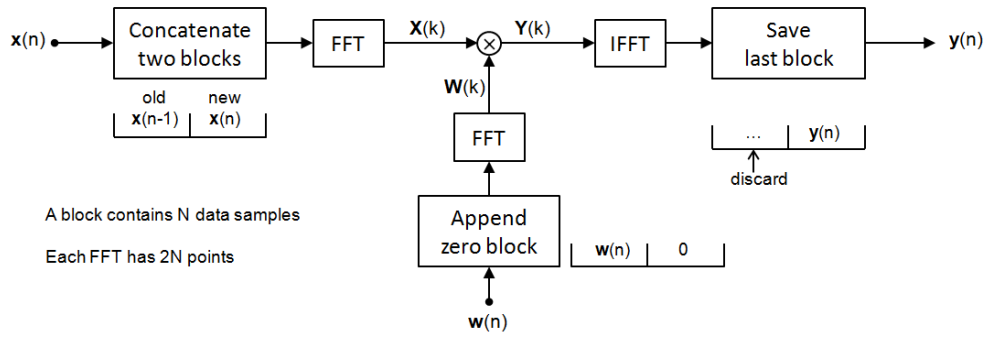 x(n)
Concatenate
two blocks
FFT
X(k)
Y(k)
IFFT
Save
last block
y(n)
W(k)
old new
x(n-1) x(n)
FFT
... y(n)
discard
A block contains N data samples
Append
zero block
w(n) 0
Each FFT has 2N points
w(n)